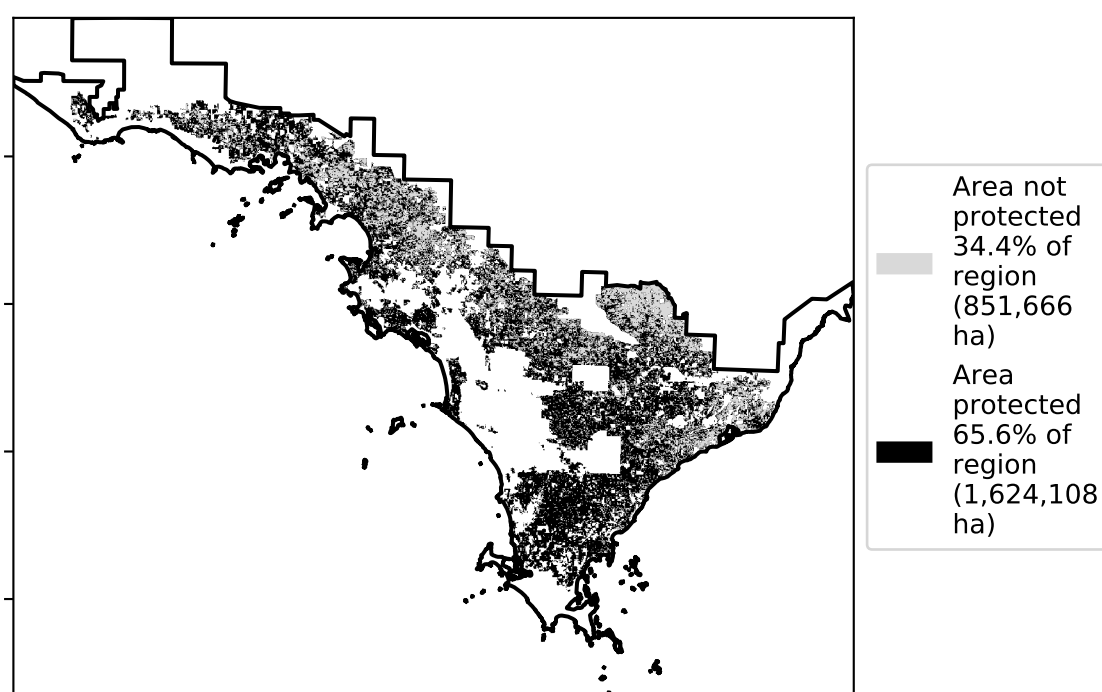 Area not
protected
34.4% of
region
(851,666
ha)
Area
protected
65.6% of
region
(1,624,108
ha)